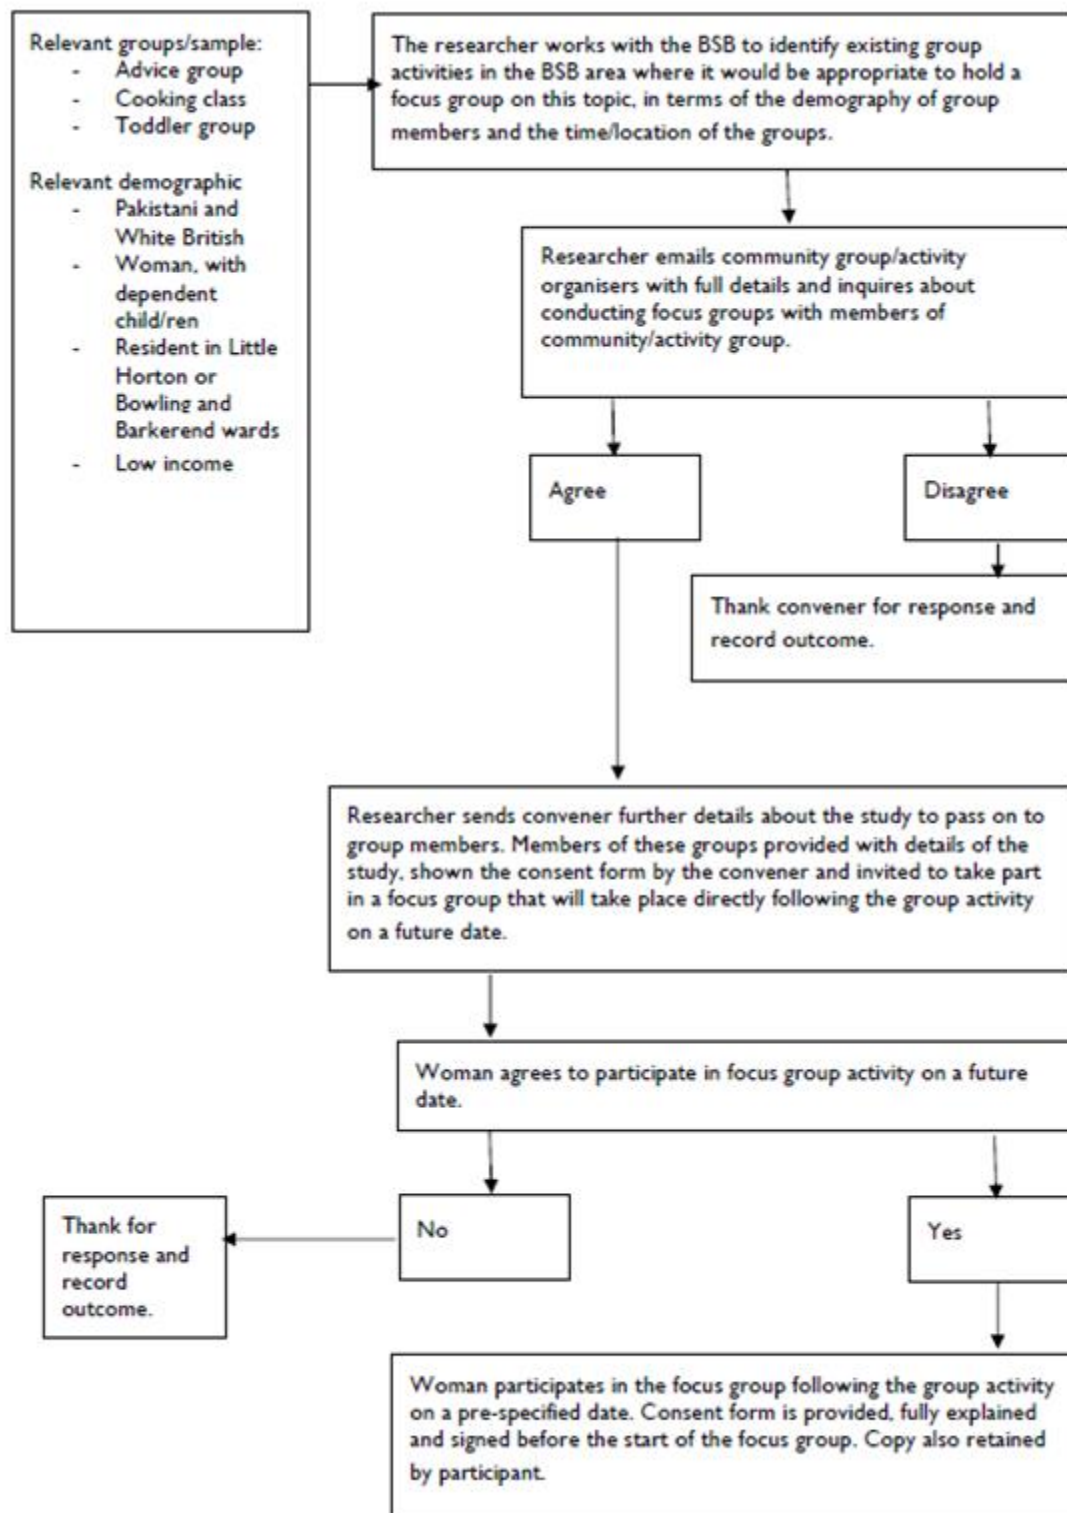 Relevant groups/sample:
- Advice group
- Cooking class
- Toddler group
Relevant demographic
- Pakistani and
White British
- Woman, with
dependent
child/ren
- Resident in Little
Horton or
Bowling and
Barkerend wards
- Low income
The researcher works with the BSB to identify existing group
activities in the BSB area where it would be appropriate to hold a
focus group on this topic, in terms of the demography of group
members and the time/location of the groups.
Researcher emails community group/activity
organisers with full details and inquires about
conducting focus groups with members of
community/activity group.
Agree
Disagree
Thank convener for response and
record outcome.
Researcher sends convener further details about the study to pass on to
group members. Members of these groups provided with details of the
study, shown the consent form by the convener and invited to take part
in a focus group that will take place directly following the group activity
on a future date.
Woman agrees to participate in focus group activity on a future
date.
No
Yes
Thank for
response and
record
outcome.
Woman participates in the focus group following the group activity
on a pre-specified date. Consent form is provided, fully explained
and signed before the start of the focus group. Copy also retained
by participant.